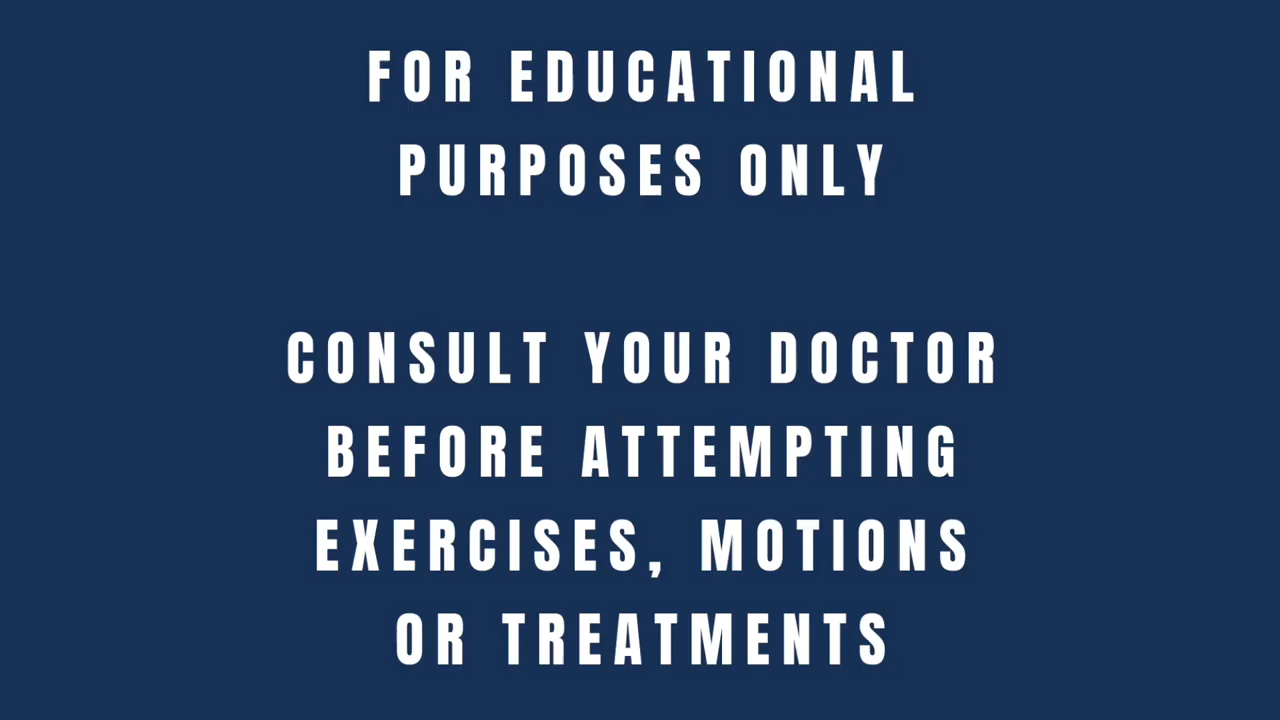 FOR EDUCATIONAL
PURPOSES ONLY
CONSULT YOUR DOCTOR
BEFORE ATTEMPTING
EXERCISES, MOTIONS
OR TREATMENTS